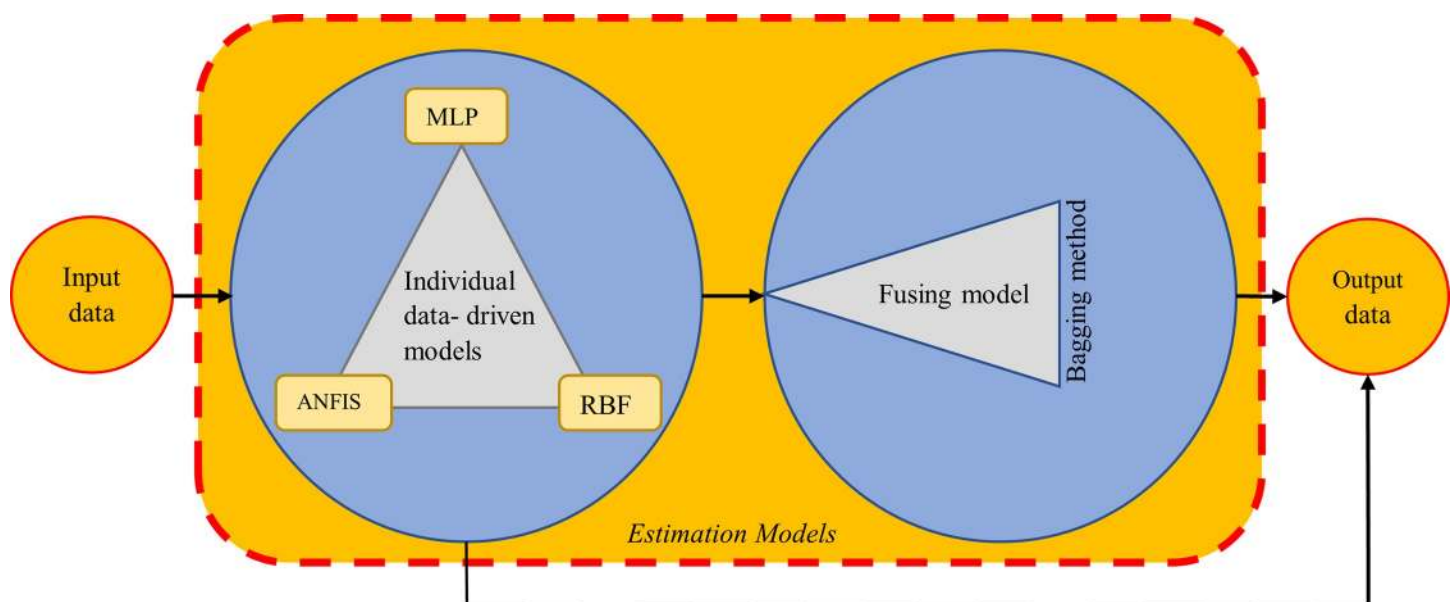 MLP
Input
data
Individual
data- driven
models
ANFIS
RBF
Fusing model
Bagging method
Output
data
Estimation Models